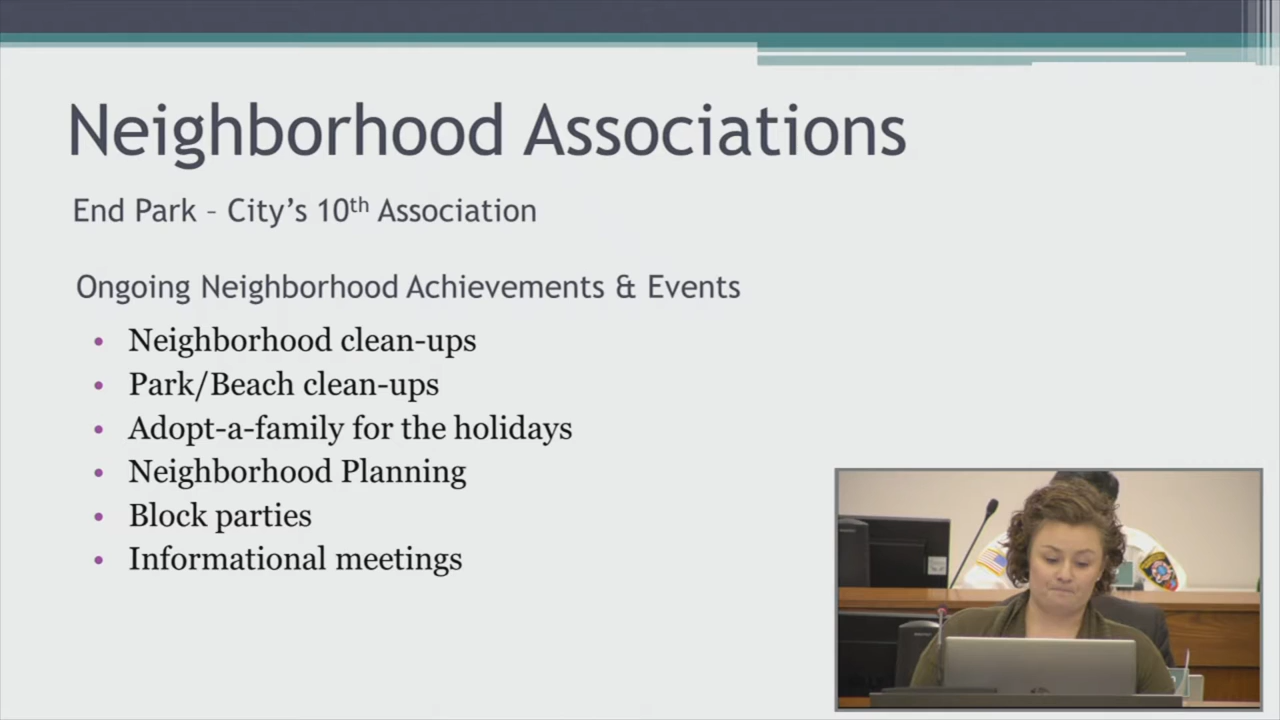 Neighborhood Associations
End Park – City's 10th Association
Ongoing Neighborhood Achievements & Events
• Neighborhood clean-ups
• Park/Beach clean-ups
• Adopt-a-family for the holidays
• Neighborhood Planning
• Block parties
• Informational meetings